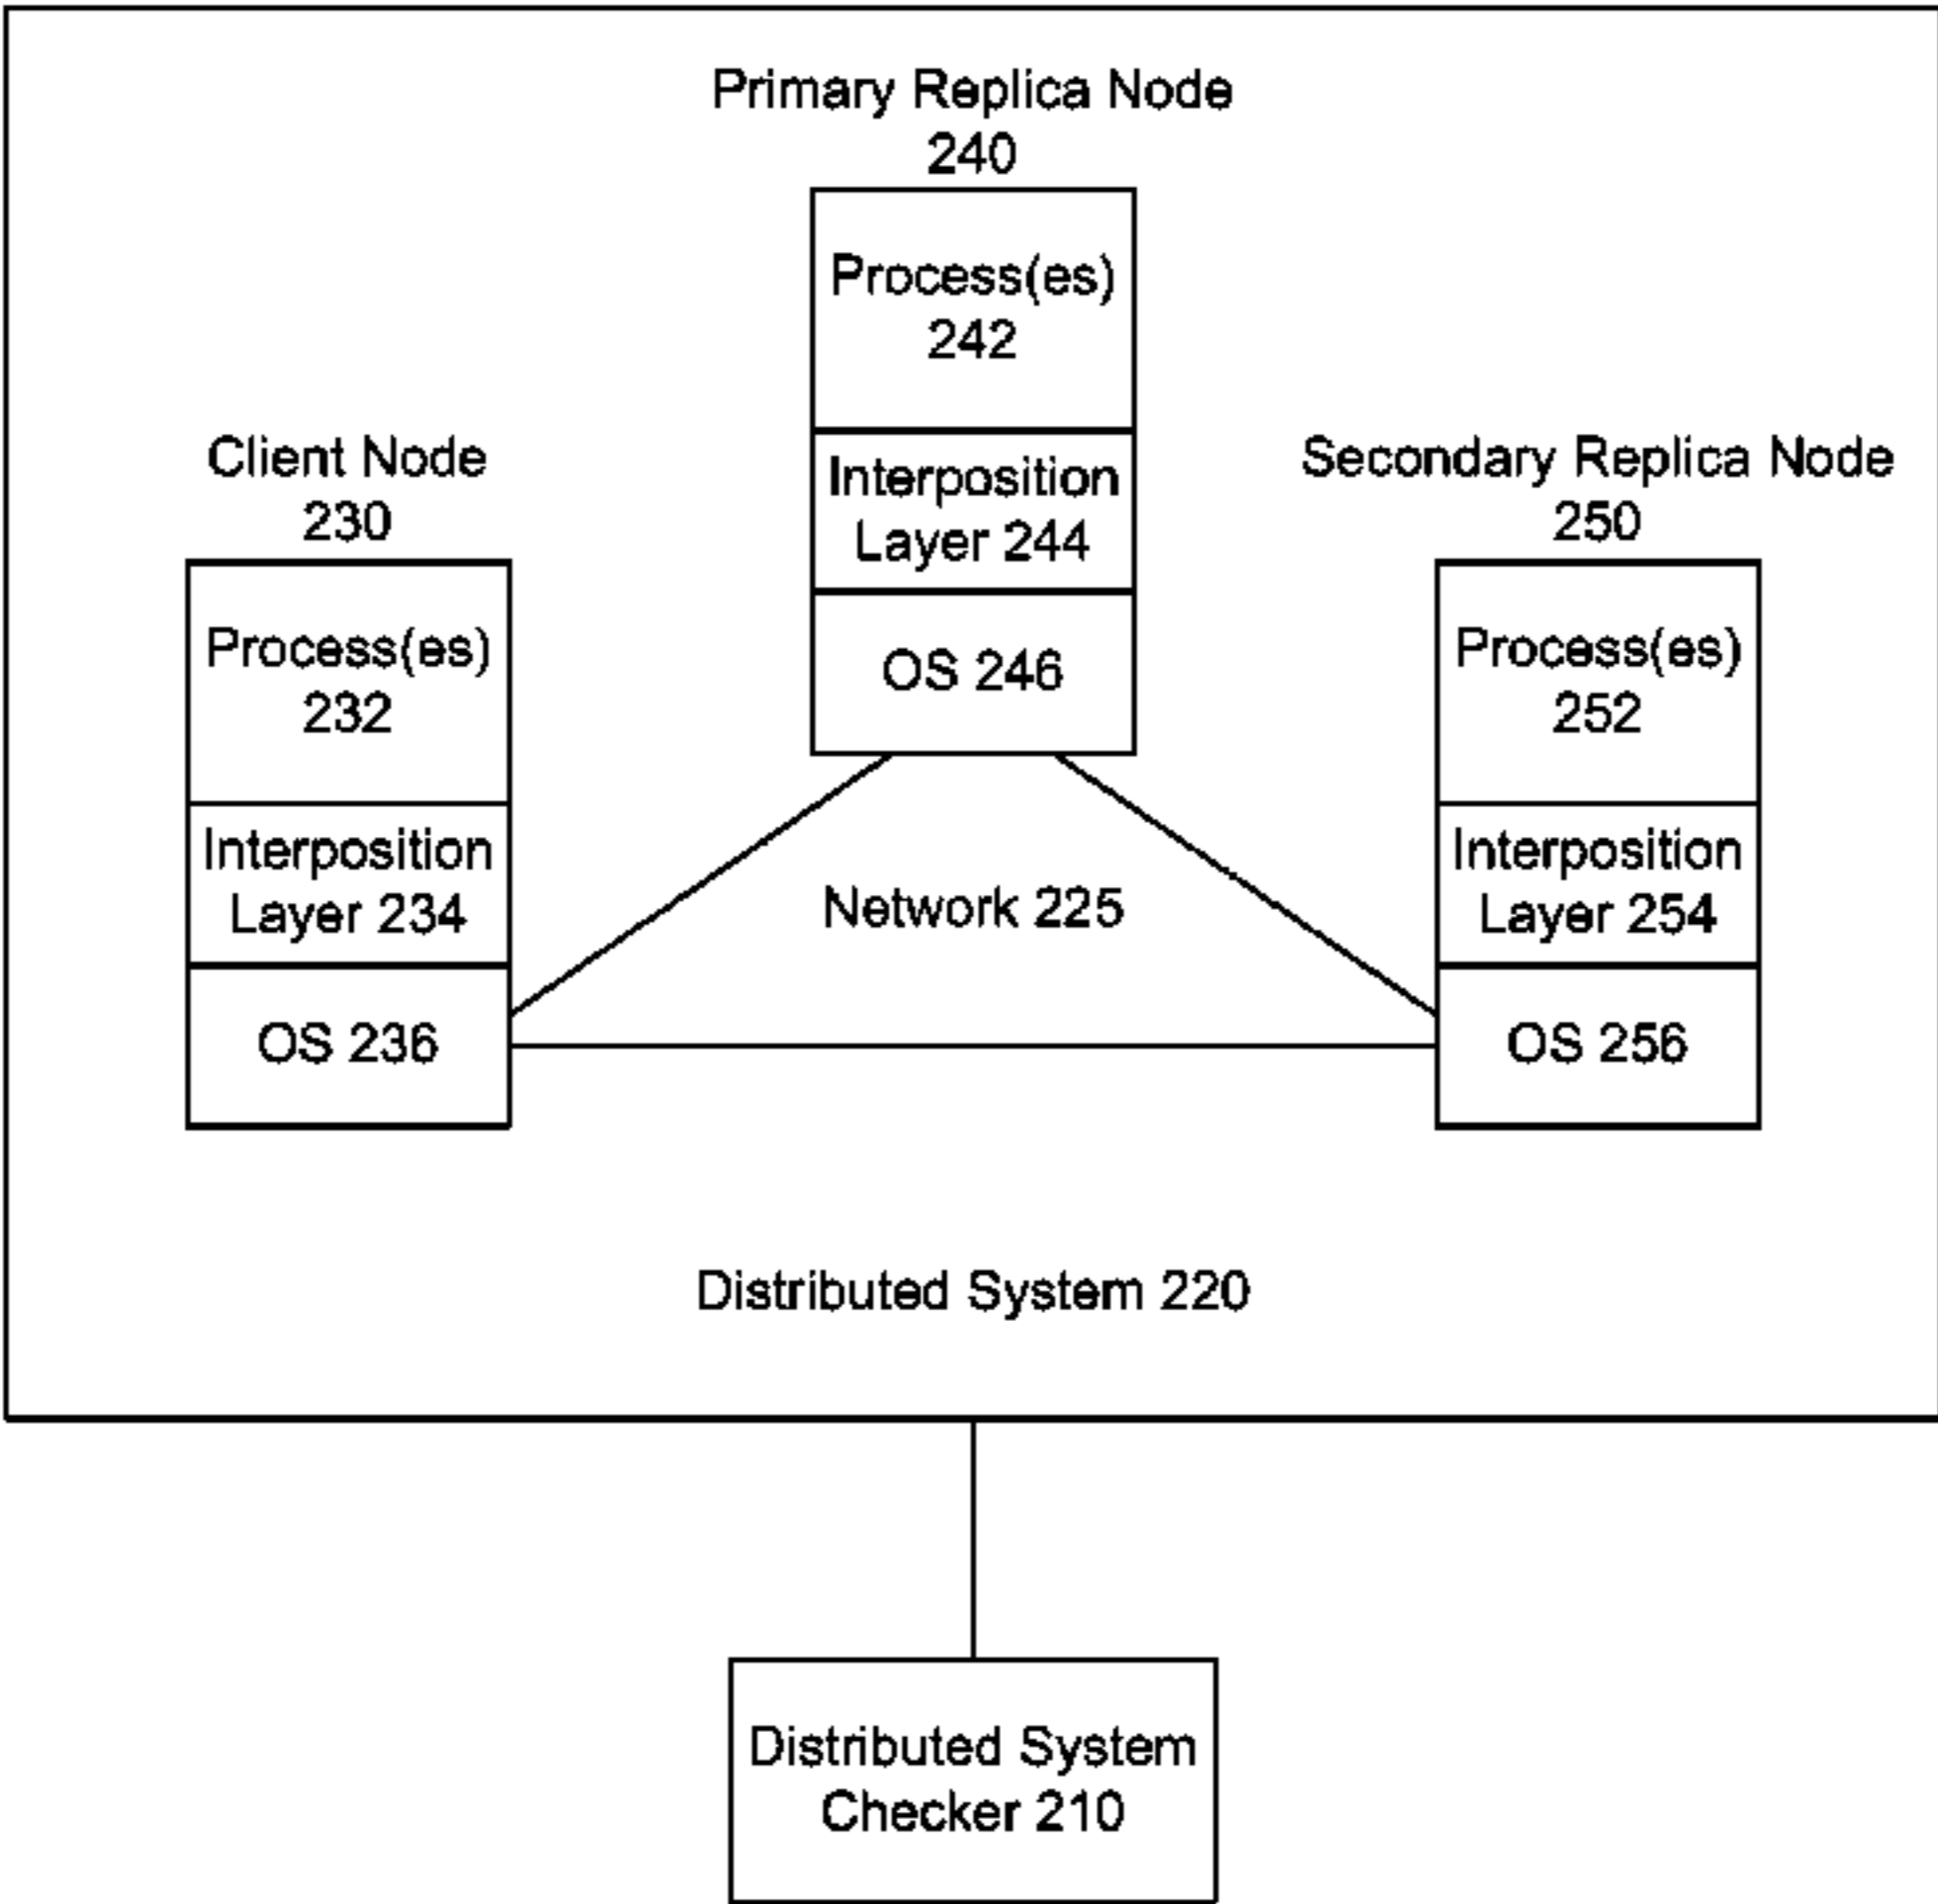 Primary Replica Node
240
Process(es)
242
Interposition
Layer 244
OS 246
Client Node
230
Process(es)
232
Interposition
Layer 234
OS 236
Secondary Replica Node
250
Process(es)
252
Interposition
Layer 254
OS 256
Network 225
Distributed System 220
Distributed System
Checker 210